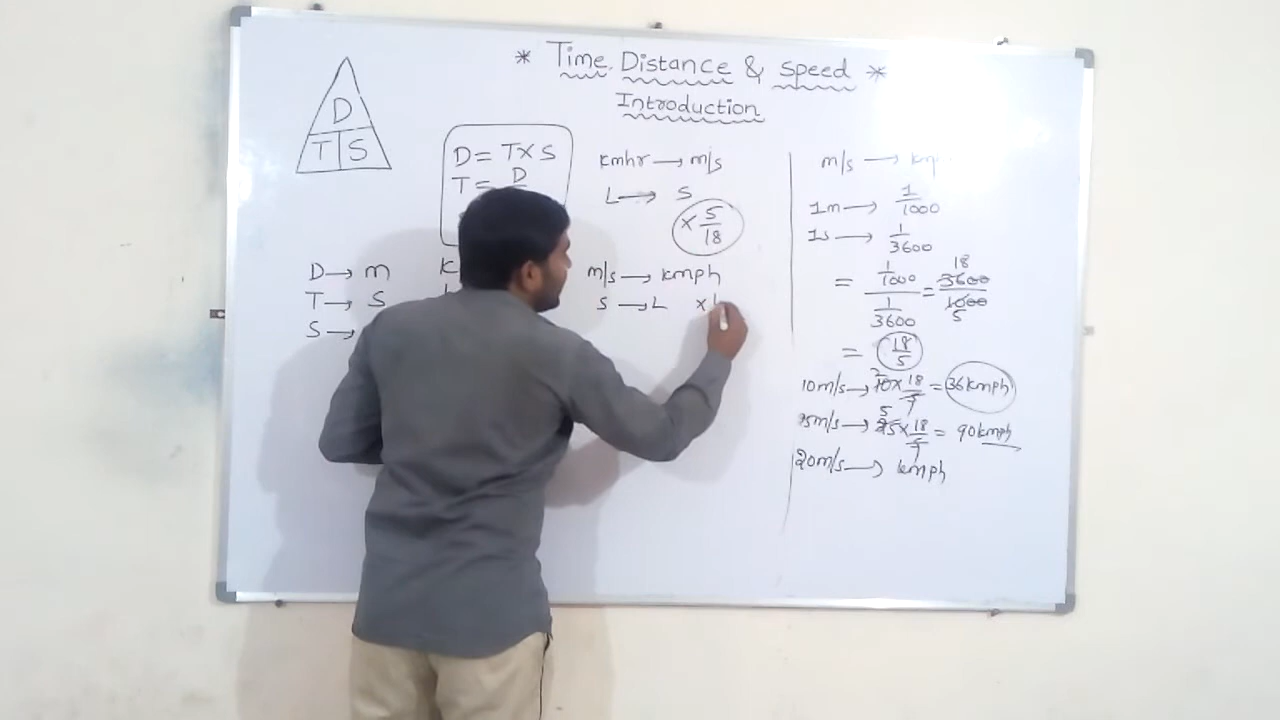 * Time, Distance & Speed *
Introduction
D
T S
D = T X S
T = D
D → m
T → S
S →
K
kmhr → m/s
L → S
× 5/18
m/s → kmph
S → L ×
m/s →
1m → 1/1000
1s → 1/3600
= 1/1000 / 1/3600 = 3600/1000 18 5
= 18/5
10m/s → 10 × 18/5 = 36kmph
→ 25 × 18/5 = 90kmph
20m/s → kmph